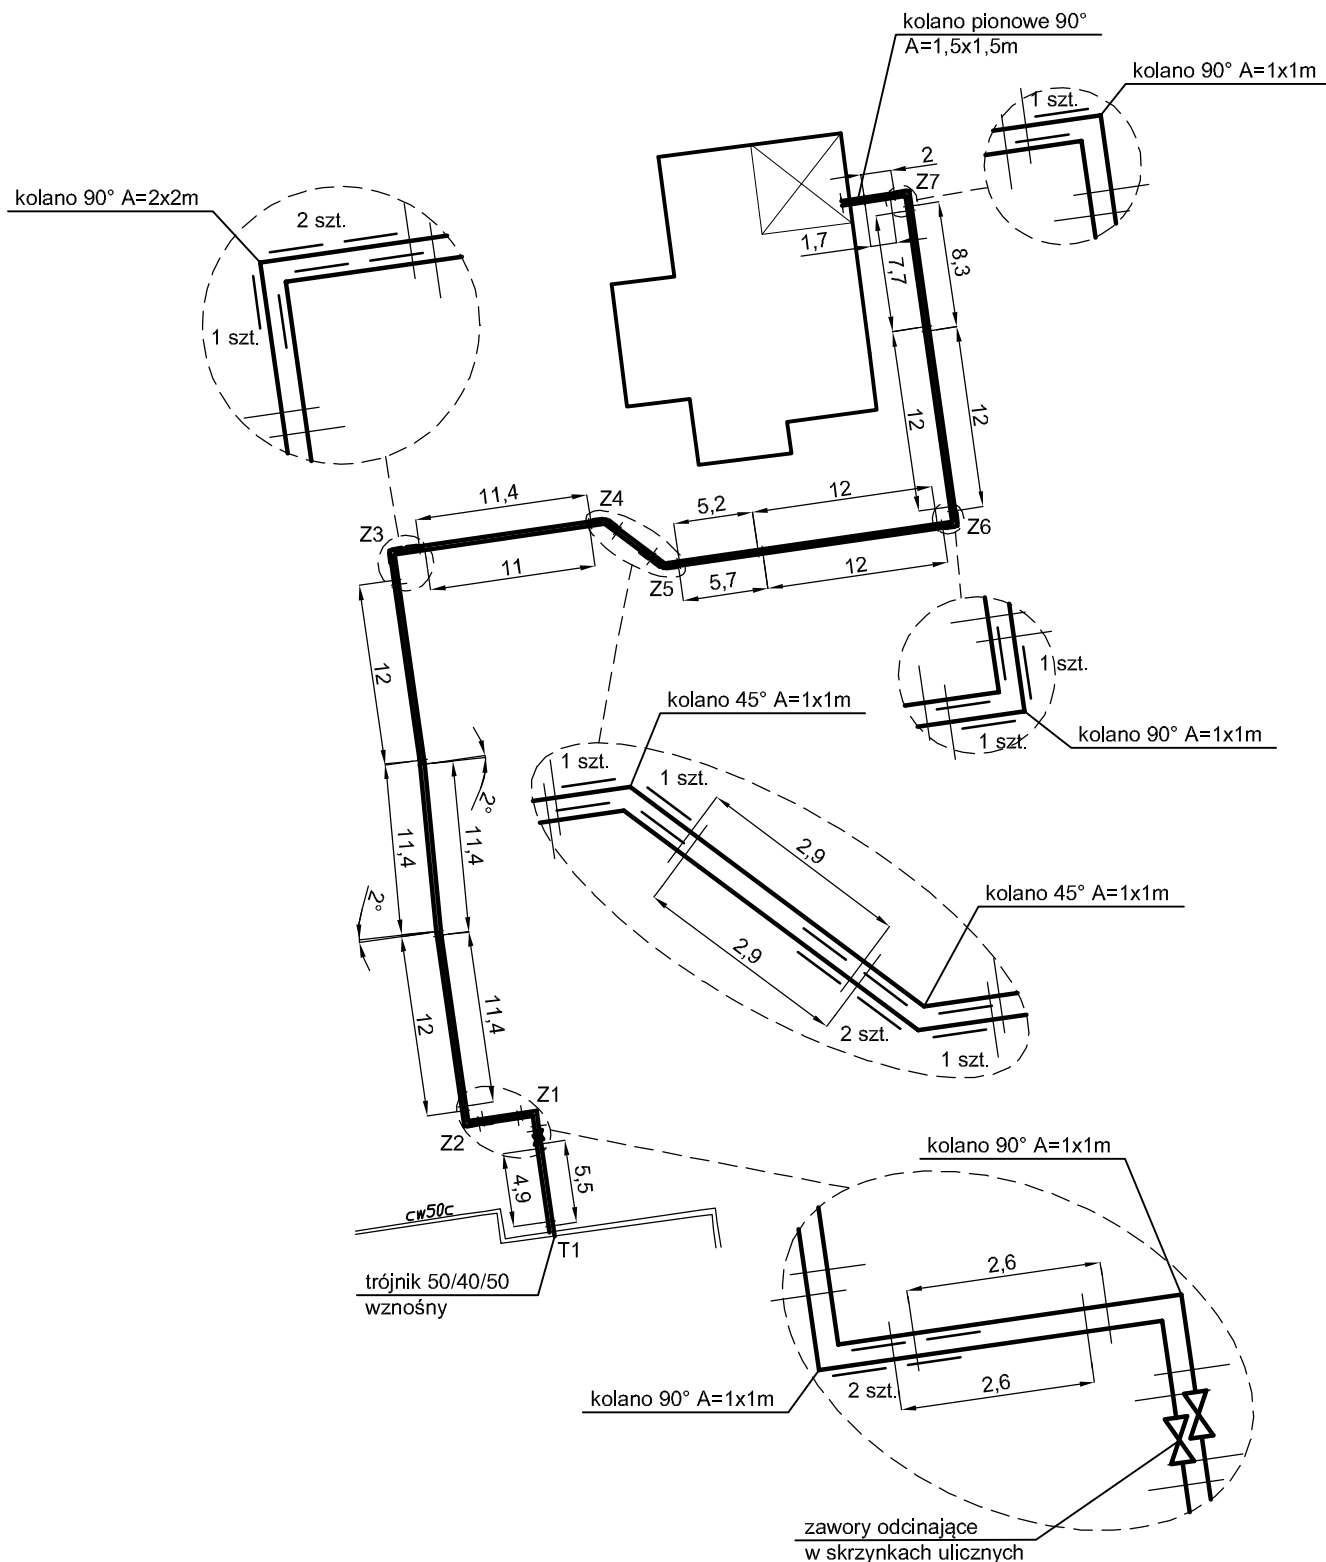 kolano pionowe 90°
A=1,5x1,5m
kolano 90° A=1x1m
1 szt.
kolano 90° A=2x2m
2 szt.
1 szt.
2
Z7
1,7
7,7
8,3
12
12
11,4
Z4
5,2
12
Z3
Z6
11
Z5
5,7
12
12
1 szt.
kolano 90° A=1x1m
1 szt.
kolano 45° A=1x1m
1 szt.
1 szt.
2,9
2,9
kolano 45° A=1x1m
2 szt.
1 szt.
2°
11,4
11,4
2°
12
11,4
Z1
Z2
4,9
5,5
cw50c
T1
trójnik 50/40/50
wznośny
kolano 90° A=1x1m
2,6
2,6
2 szt.
kolano 90° A=1x1m
zawory odcinające
w skrzynkach ulicznych